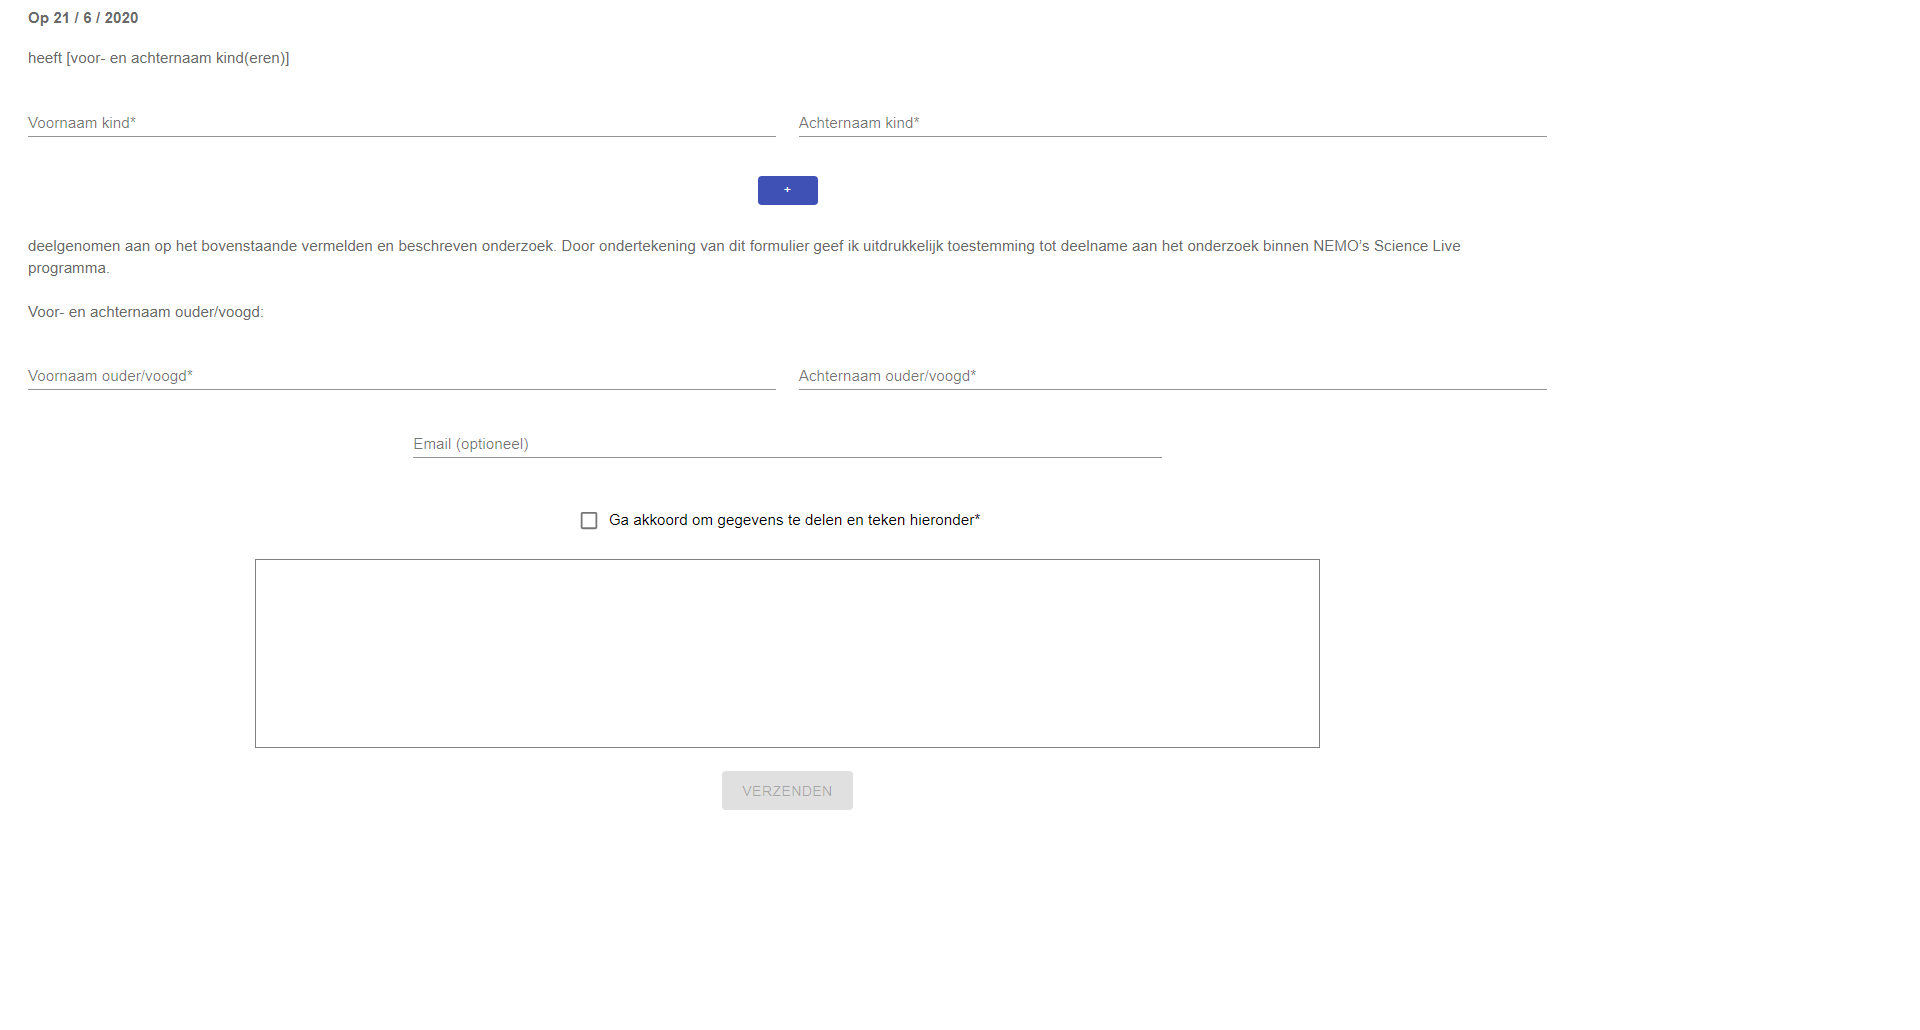 Op 21 / 6 / 2020
heeft [voor- en achternaam kind(eren)]
Voornaam kind*
Achternaam kind*
+
deelgenomen aan op het bovenstaande vermelden en beschreven onderzoek. Door ondertekening van dit formulier geef ik uitdrukkelijk toestemming tot deelname aan het onderzoek binnen NEMO’s Science Live
programma.
Voor- en achternaam ouder/voogd:
Voornaam ouder/voogd*
Achternaam ouder/voogd*
Email (optioneel)
Ga akkoord om gegevens te delen en teken hieronder*
VERZENDEN